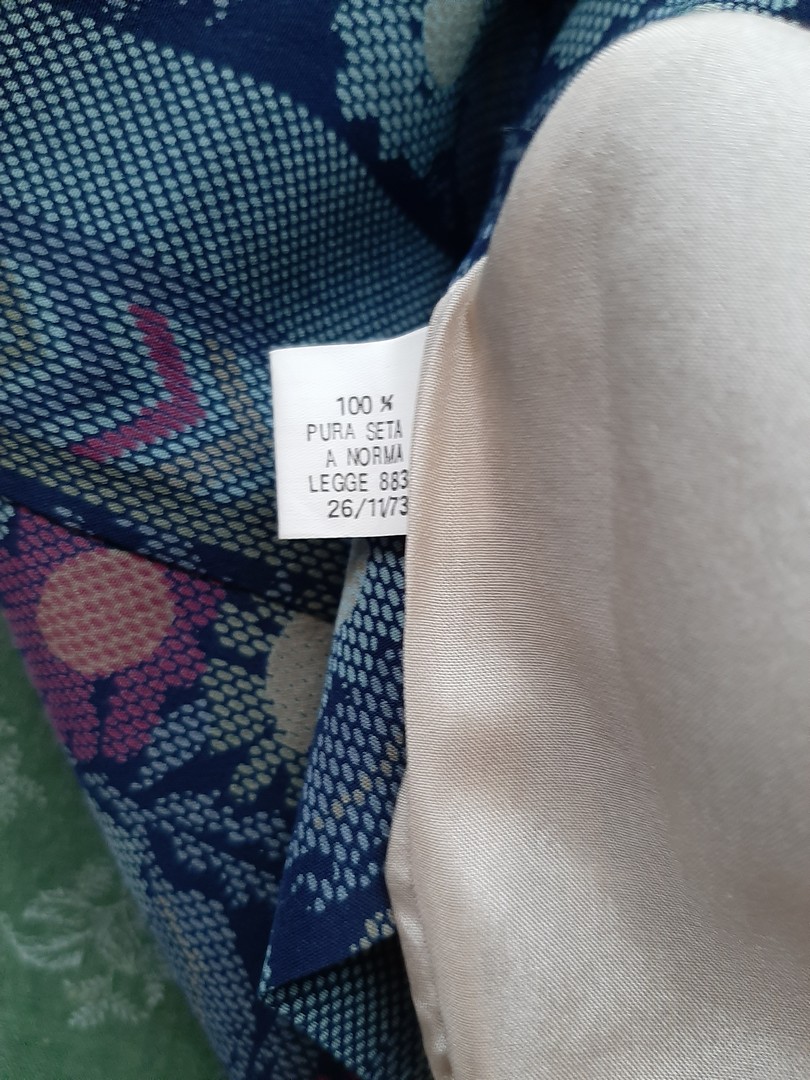 100 %
PURA SETA
A NORMA
LEGGE 883
26/11/73